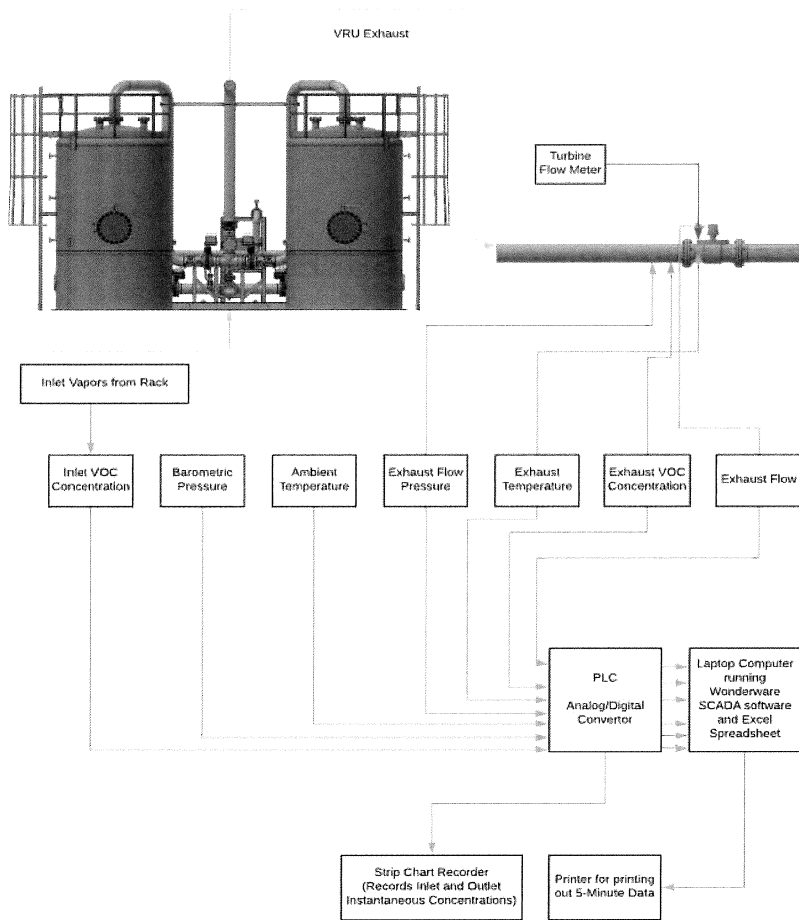 VRU Exhaust
Turbine
Flow Meter
Inlet Vapors from Rack
Inlet VOC
Concentration
Barometric
Pressure
Ambient
Temperature
Exhaust Flow
Pressure
Exhaust
Temperature
Exhaust VOC
Concentration
Exhaust Flow
PLC
Analog/Digital
Convertor
Laptop Computer
running
Wonderware
SCADA software
and Excel
Spreadsheet
Strip Chart Recorder
(Records Inlet and Outlet
Instantaneous Concentrations)
Printer for printing
out 5-Minute Data